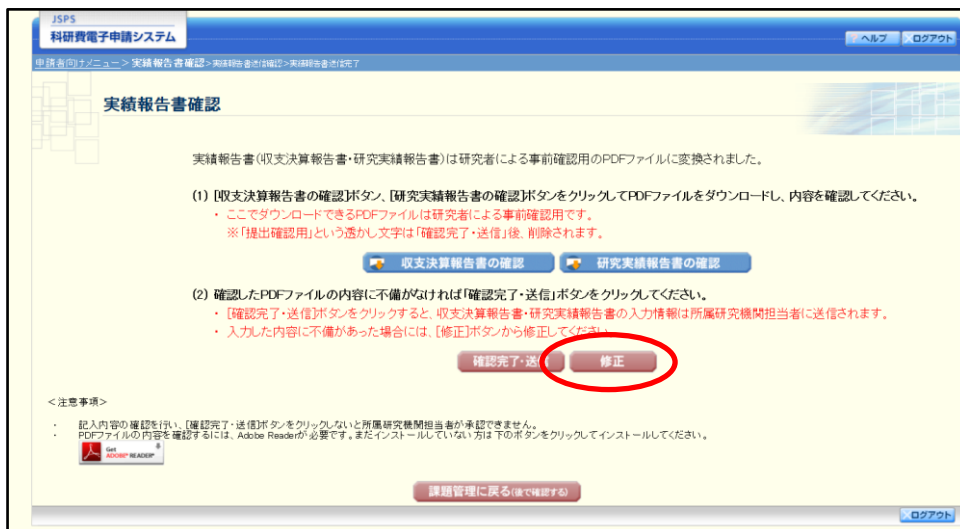 JSPS
科研費電子申請システム
ヘルプ
ログアウト
申請者向けメニュー>実績報告書確認>実績報告書送信確認>実績報告書送信完了
実績報告書確認
実績報告書(収支決算報告書・研究実績報告書)は研究者による事前確認用のPDFファイルに変換されました。
(1) [収支決算報告書の確認]ボタン、[研究実績報告書の確認]ボタンをクリックしてPDFファイルをダウンロードし、内容を確認してください。
・ ここでダウンロードできるPDFファイルは研究者による事前確認用です。
※「提出確認用」という透かし文字は「確認完了・送信」後、削除されます。
収支決算報告書の確認
研究実績報告書の確認
(2) 確認したPDFファイルの内容に不備がなければ「確認完了・送信」ボタンをクリックしてください。
・ [確認完了・送信]ボタンをクリックすると、収支決算報告書・研究実績報告書の入力情報は所属研究機関担当者に送信されます。
・ 入力した内容に不備があった場合には、[修正]ボタンから修正してください。
確認完了・送信
修正
<注意事項>
・ 記入内容の確認を行い、[確認完了・送信]ボタンをクリックしないと所属研究機関担当者が承認できません。
・ PDFファイルの内容を確認するには、Adobe Readerが必要です。まだインストールしていない方は下のボタンをクリックしてインストールしてください。
Get
ADOBE® READER®
課題管理に戻る(後で確認する)
ログアウト